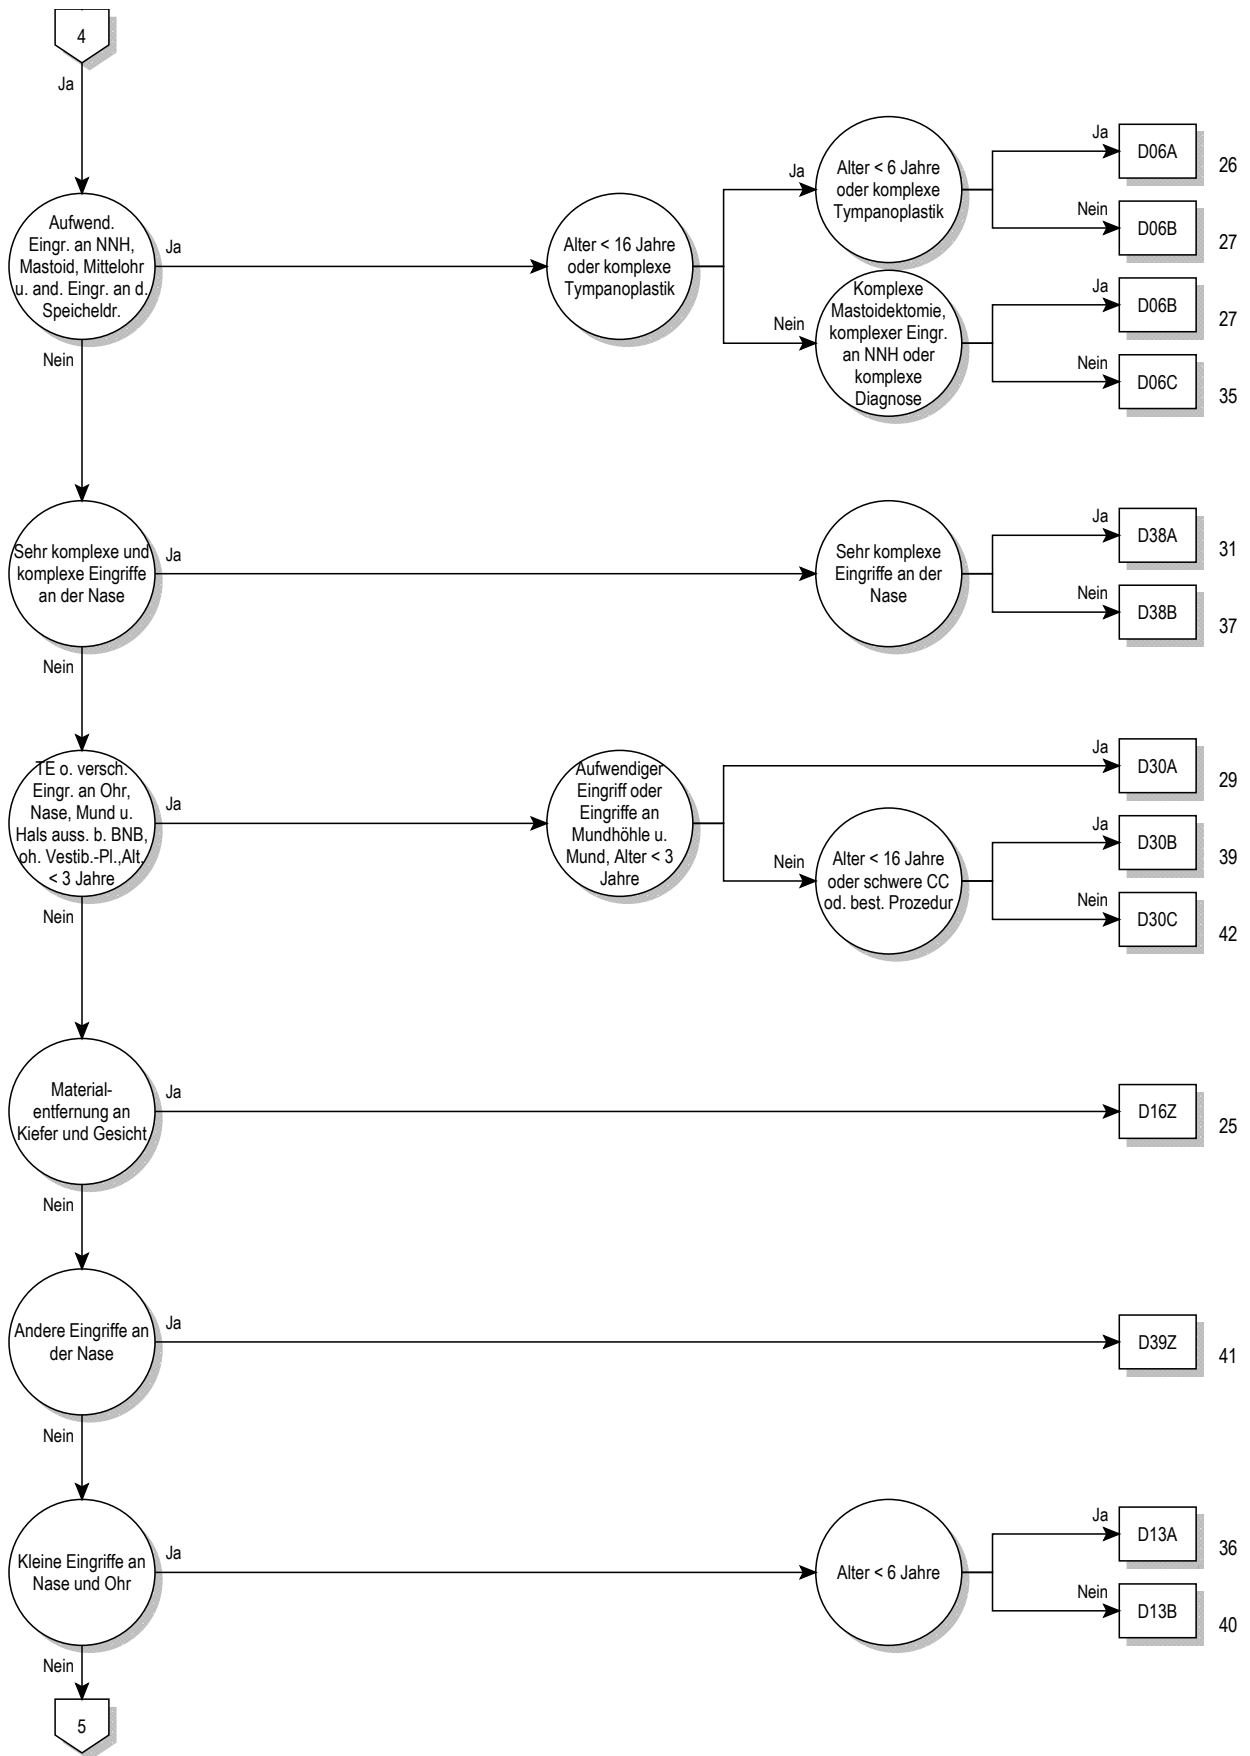 4
Ja
Aufwend.
Eingr. an NNH,
Mastoid, Mittelohr
u. and. Eingr. an d.
Speicheldr.
Ja
Nein
Alter < 16 Jahre
oder komplexe
Tympanoplastik
Ja
Nein
Alter < 6 Jahre
oder komplexe
Tympanoplastik
Ja
D06A
26
Nein
D06B
27
Komplexe
Mastoidektomie,
komplexer Eingr.
an NNH oder
komplexe
Diagnose
Ja
D06B
27
Nein
D06C
35
Sehr komplexe und
komplexe Eingriffe
an der Nase
Ja
Nein
Sehr komplexe
Eingriffe an der
Nase
Ja
D38A
31
Nein
D38B
37
TE o. versch.
Eingr. an Ohr,
Nase, Mund u.
Hals auss. b. BNB,
oh. Vestib.-Pl.,Alt.
< 3 Jahre
Ja
Nein
Aufwendiger
Eingriff oder
Eingriffe an
Mundhöhle u.
Mund, Alter < 3
Jahre
Ja
D30A
29
Nein
Alter < 16 Jahre
oder schwere CC
od. best. Prozedur
Ja
D30B
39
Nein
D30C
42
Material-
entfernung an
Kiefer und Gesicht
Ja
D16Z
25
Nein
Andere Eingriffe an
der Nase
Ja
D39Z
41
Nein
Kleine Eingriffe an
Nase und Ohr
Ja
Nein
Alter < 6 Jahre
Ja
D13A
36
Nein
D13B
40
5